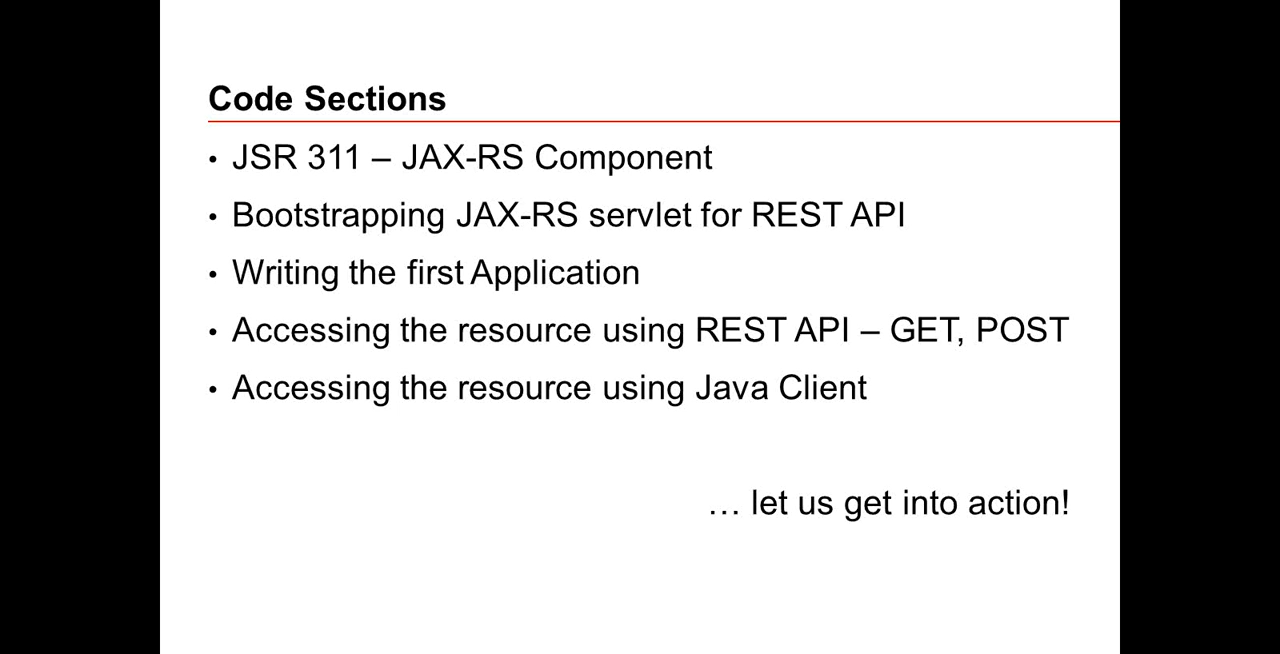 Code Sections
• JSR 311 – JAX-RS Component
• Bootstrapping JAX-RS servlet for REST API
• Writing the first Application
• Accessing the resource using REST API – GET, POST
• Accessing the resource using Java Client
… let us get into action!